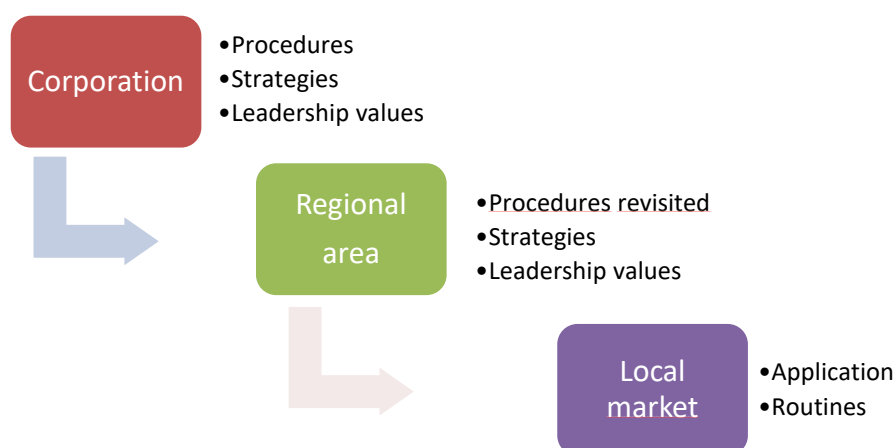 Corporation
•Procedures
•Strategies
•Leadership values
Regional
area
•Procedures revisited
•Strategies
•Leadership values
Local
market
•Application
•Routines